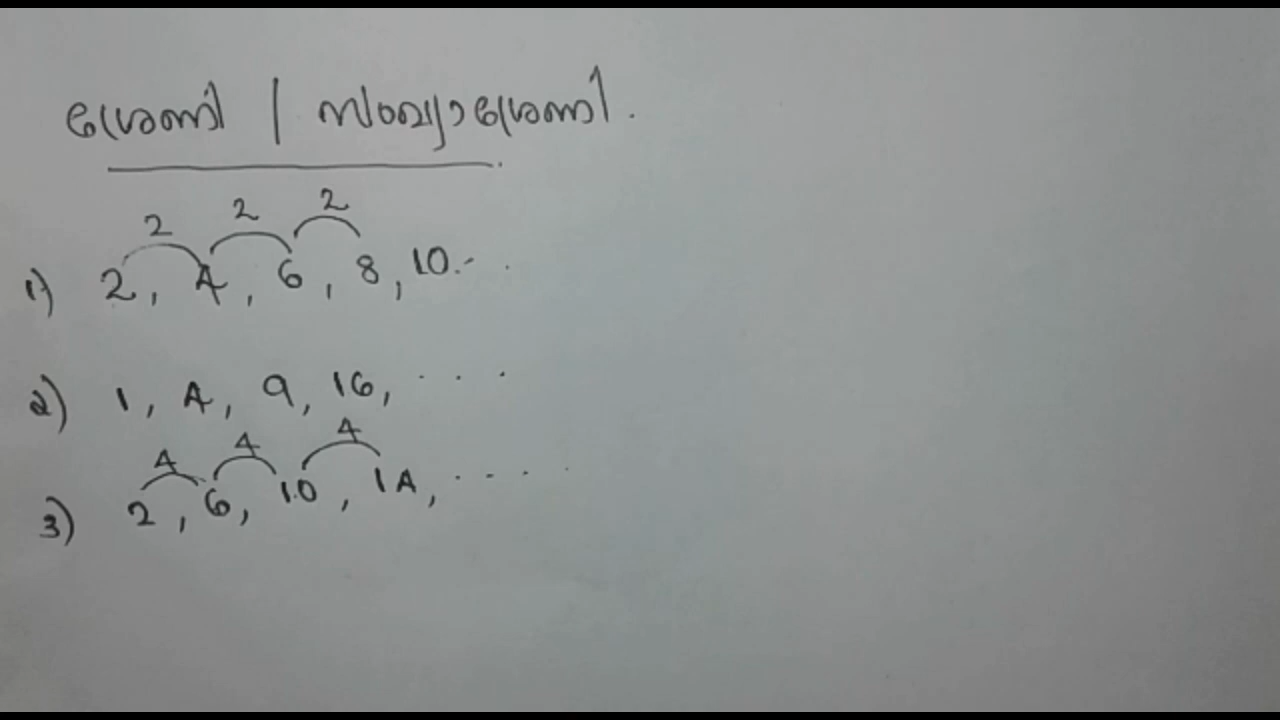 ശ്രേണി | സംഖ്യാശ്രേണി.
2 2 2
1) 2, 4, 6, 8, 10. . .
2) 1, 4, 9, 16, . . .
4 4 4
3) 2, 6, 10, 14, . . . .